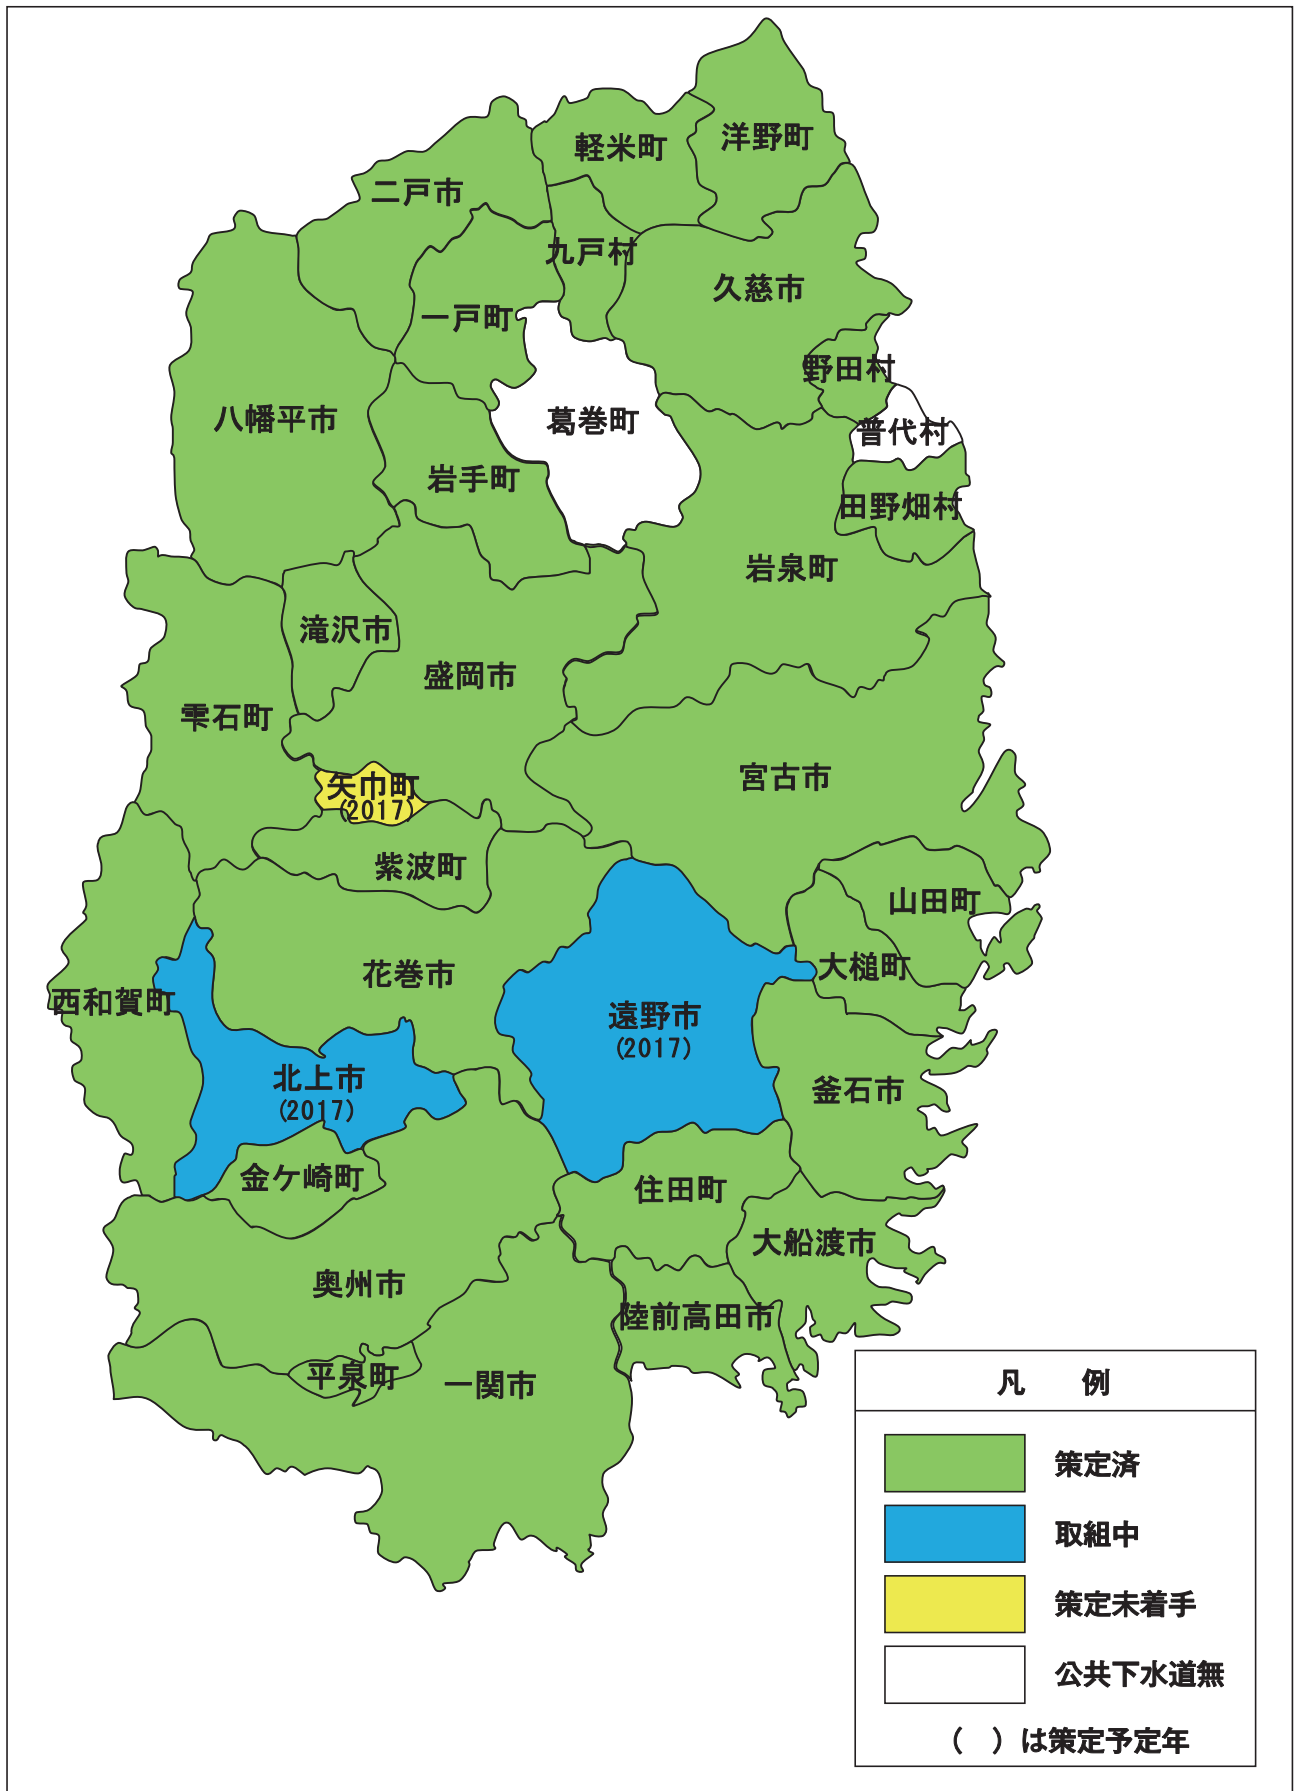 洋野町
軽米町
二戸市
九戸村
久慈市
一戸町
野田村
八幡平市
葛巻町
普代村
岩手町
田野畑村
岩泉町
滝沢市
盛岡市
雫石町
宮古市
矢巾町
(2017)
紫波町
山田町
大槌町
花巻市
西和賀町
遠野市
(2017)
北上市
(2017)
釜石市
金ケ崎町
住田町
大船渡市
奥州市
陸前高田市
平泉町
一関市
凡 例
策定済
取組中
策定未着手
公共下水道無
( )は策定予定年